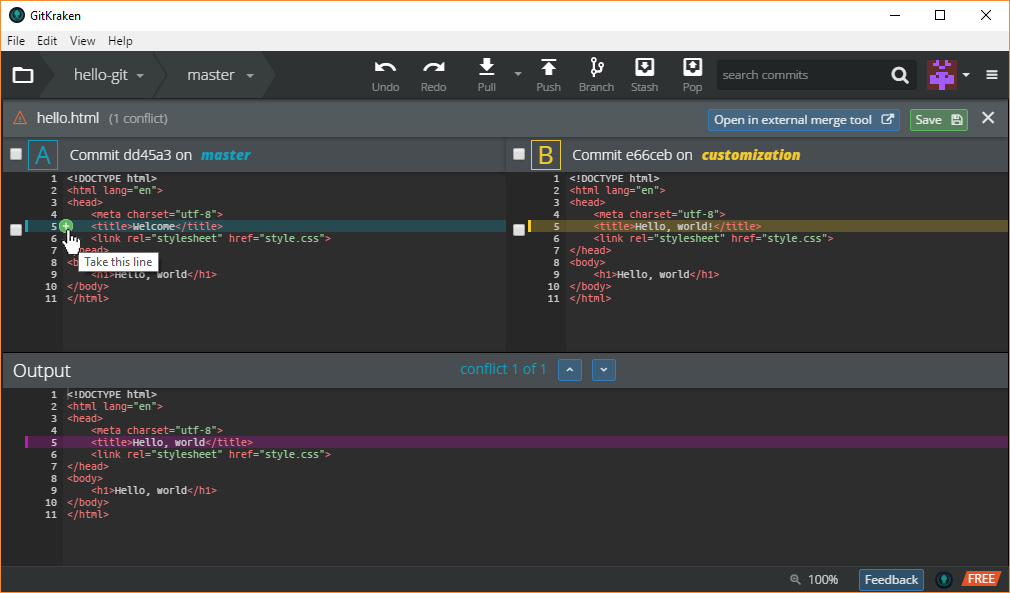 GitKraken
File Edit View Help
hello-git master Undo Redo Pull Push Branch Stash Pop search commits
hello.html (1 conflict) Open in external merge tool Save
A Commit dd45a3 on master
1 <!DOCTYPE html>
2 <html lang="en">
3 <head>
4 <meta charset="utf-8">
5 <title>Welcome</title>
6 <link rel="stylesheet" href="style.css">
7 head>
Take this line
8 <b
9 <h1>Hello, world</h1>
10 </body>
11 </html>
B Commit e66ceb on customization
1 <!DOCTYPE html>
2 <html lang="en">
3 <head>
4 <meta charset="utf-8">
5 <title>Hello, world!</title>
6 <link rel="stylesheet" href="style.css">
7 </head>
8 <body>
9 <h1>Hello, world</h1>
10 </body>
11 </html>
Output conflict 1 of 1
1 <!DOCTYPE html>
2 <html lang="en">
3 <head>
4 <meta charset="utf-8">
5 <title>Hello, world</title>
6 <link rel="stylesheet" href="style.css">
7 </head>
8 <body>
9 <h1>Hello, world</h1>
10 </body>
11 </html>
100% Feedback FREE